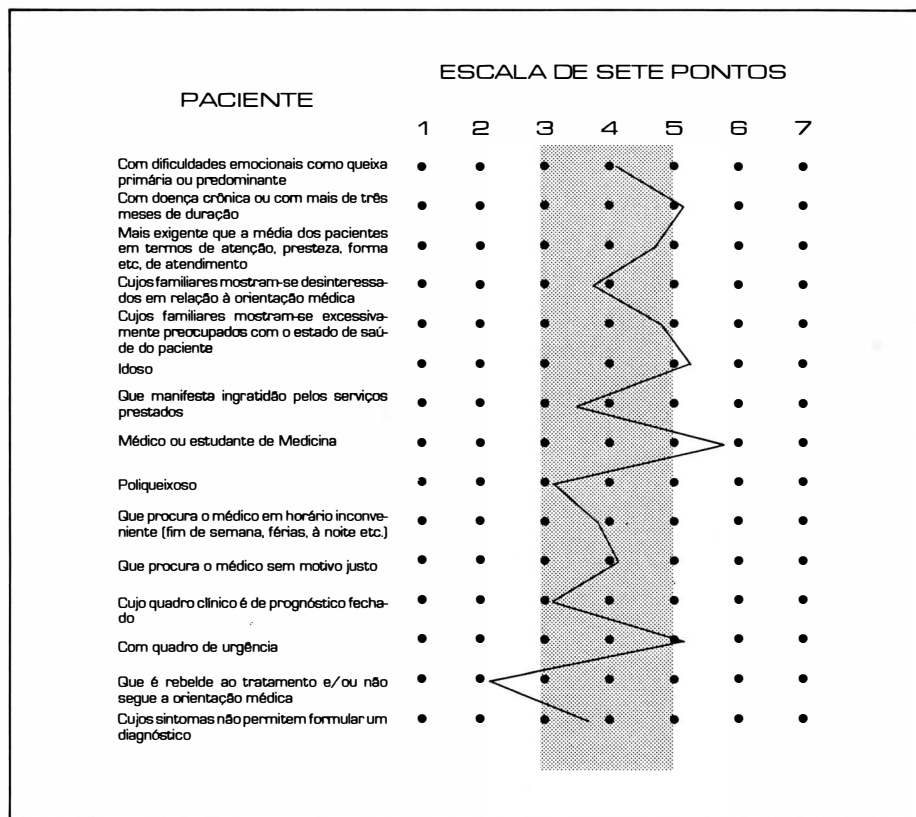 ESCALA DE SETE PONTOS
PACIENTE
1 2 3 4 5 6 7
Com dificuldades emocionais como queixa
primária ou predominante
Com doença crônica ou com mais de três
meses de duração
Mais exigente que a média dos pacientes
em termos de atenção, presteza, forma
etc, de atendimento
Cujos familiares mostram-se desinteressa-
dos em relação à orientação médica
Cujos familiares mostram-se excessiva-
mente preocupados com o estado de saú-
de do paciente
Idoso
Que manifesta ingratidão pelos serviços
prestados
Médico ou estudante de Medicina
Poliqueixoso
Que procura o médico em horário inconve-
niente (fim de semana, férias, à noite etc.)
Que procura o médico sem motivo justo
Cujo quadro clínico é de prognóstico fecha-
do
Com quadro de urgência
Que é rebelde ao tratamento e/ou não
segue a orientação médica
Cujos sintomas não permitem formular um
diagnóstico